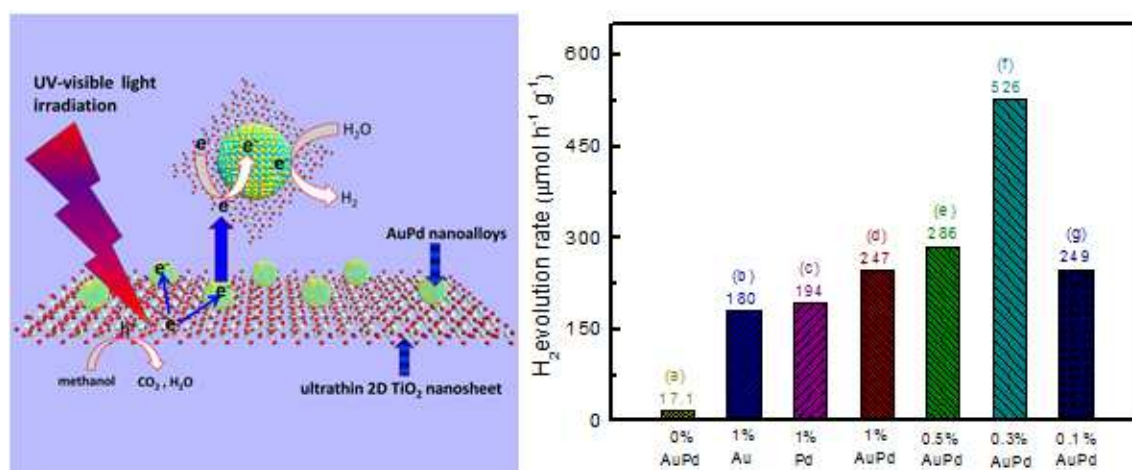 UV-visible light
irradiation
e
e⁻
e⁻
H₂O
H₂
e
AuPd nanoalloys
e⁻
e
e
H⁺
methanol
CO₂ , H₂O
ultrathin 2D TiO₂ nanosheet
H₂ evolution rate (μmol h⁻¹ g⁻¹)
600
450
300
150
0
(a)
17.1
(b)
180
(c)
194
(d)
247
(e)
286
(f)
526
(g)
249
0%
AuPd
1%
Au
1%
Pd
1%
AuPd
0.5%
AuPd
0.3%
AuPd
0.1%
AuPd